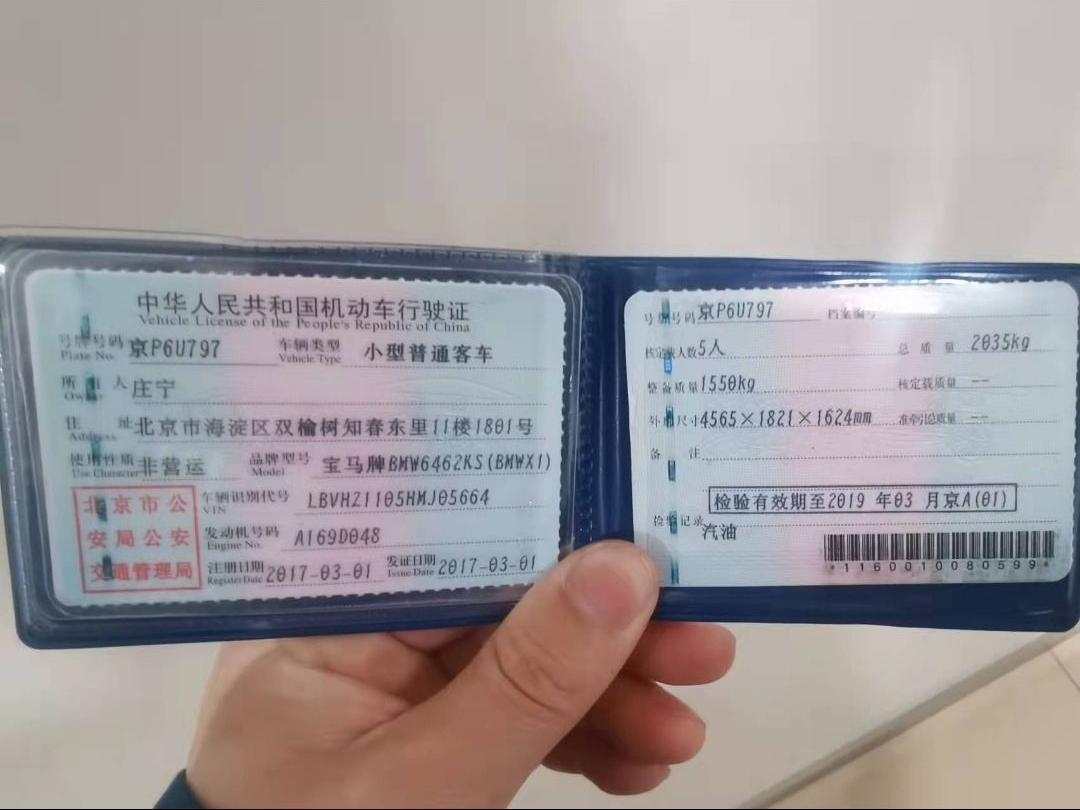 中华人民共和国机动车行驶证
Vehicle License of the People's Republic of China
号牌号码 京P6U797 车辆类型 小型普通客车
Plate No. Vehicle Type
所有人 庄宁
Owner
住址 北京市海淀区双榆树知春东里11楼1801号
Address
使用性质 非营运 品牌型号 宝马牌BMW6462KS(BMWX1)
Use Character Model
北京市公安局公安交通管理局
车辆识别代号 LBVHZ1105HMJ05664
VIN
发动机号码 A169D048
Engine No.
注册日期 2017-03-01 发证日期 2017-03-01
Register Date Issue Date
号牌号码 京P6U797 档案编号
核定载人数 5人 总质量 2035kg
整备质量 1550kg 核定载质量 --
外廓尺寸 4565×1821×1624mm 准牵引总质量 --
备注
检验有效期至2019 年03 月京A(01)
检验记录
汽油
*1160010080599*